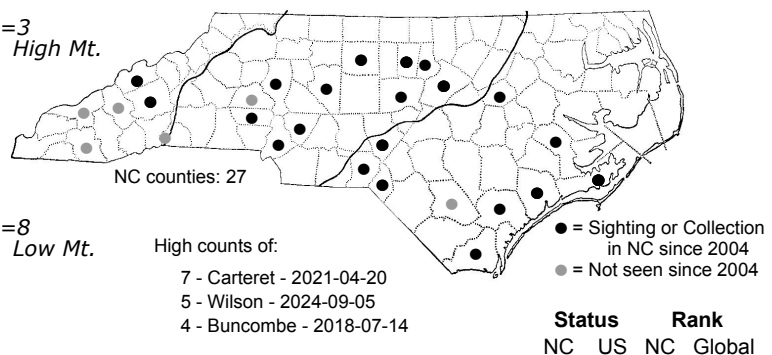 =3
High Mt.
NC counties: 27
=8
Low Mt.
High counts of:
7 - Carteret - 2021-04-20
5 - Wilson - 2024-09-05
4 - Buncombe - 2018-07-14
● = Sighting or Collection
in NC since 2004
● = Not seen since 2004
Status Rank
NC US NC Global